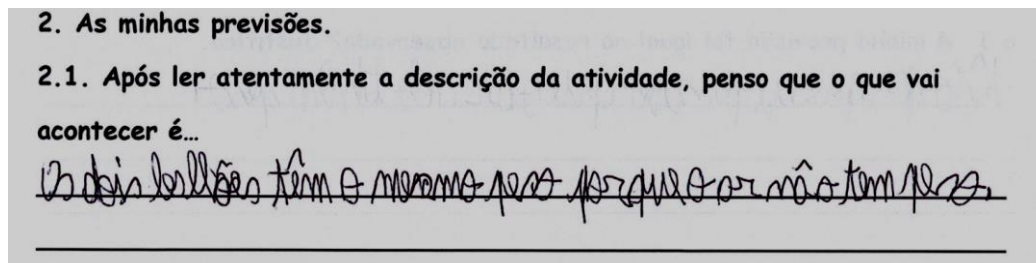 2. As minhas previsões.
2.1. Após ler atentamente a descrição da atividade, penso que o que vai
acontecer é...
Os dois ballões têm o mesmo peso porque o ar não tem peso.